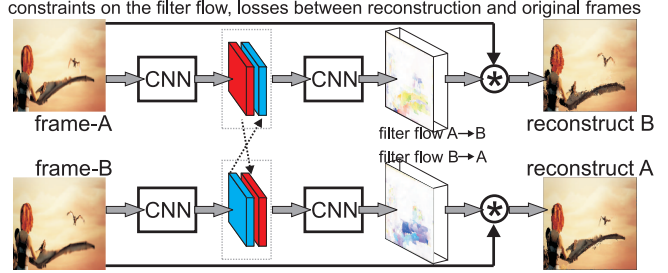 constraints on the filter flow, losses between reconstruction and original frames
CNN
CNN
*
frame-A
filter flow A→B
reconstruct B
frame-B
filter flow B→A
reconstruct A
CNN
CNN
*